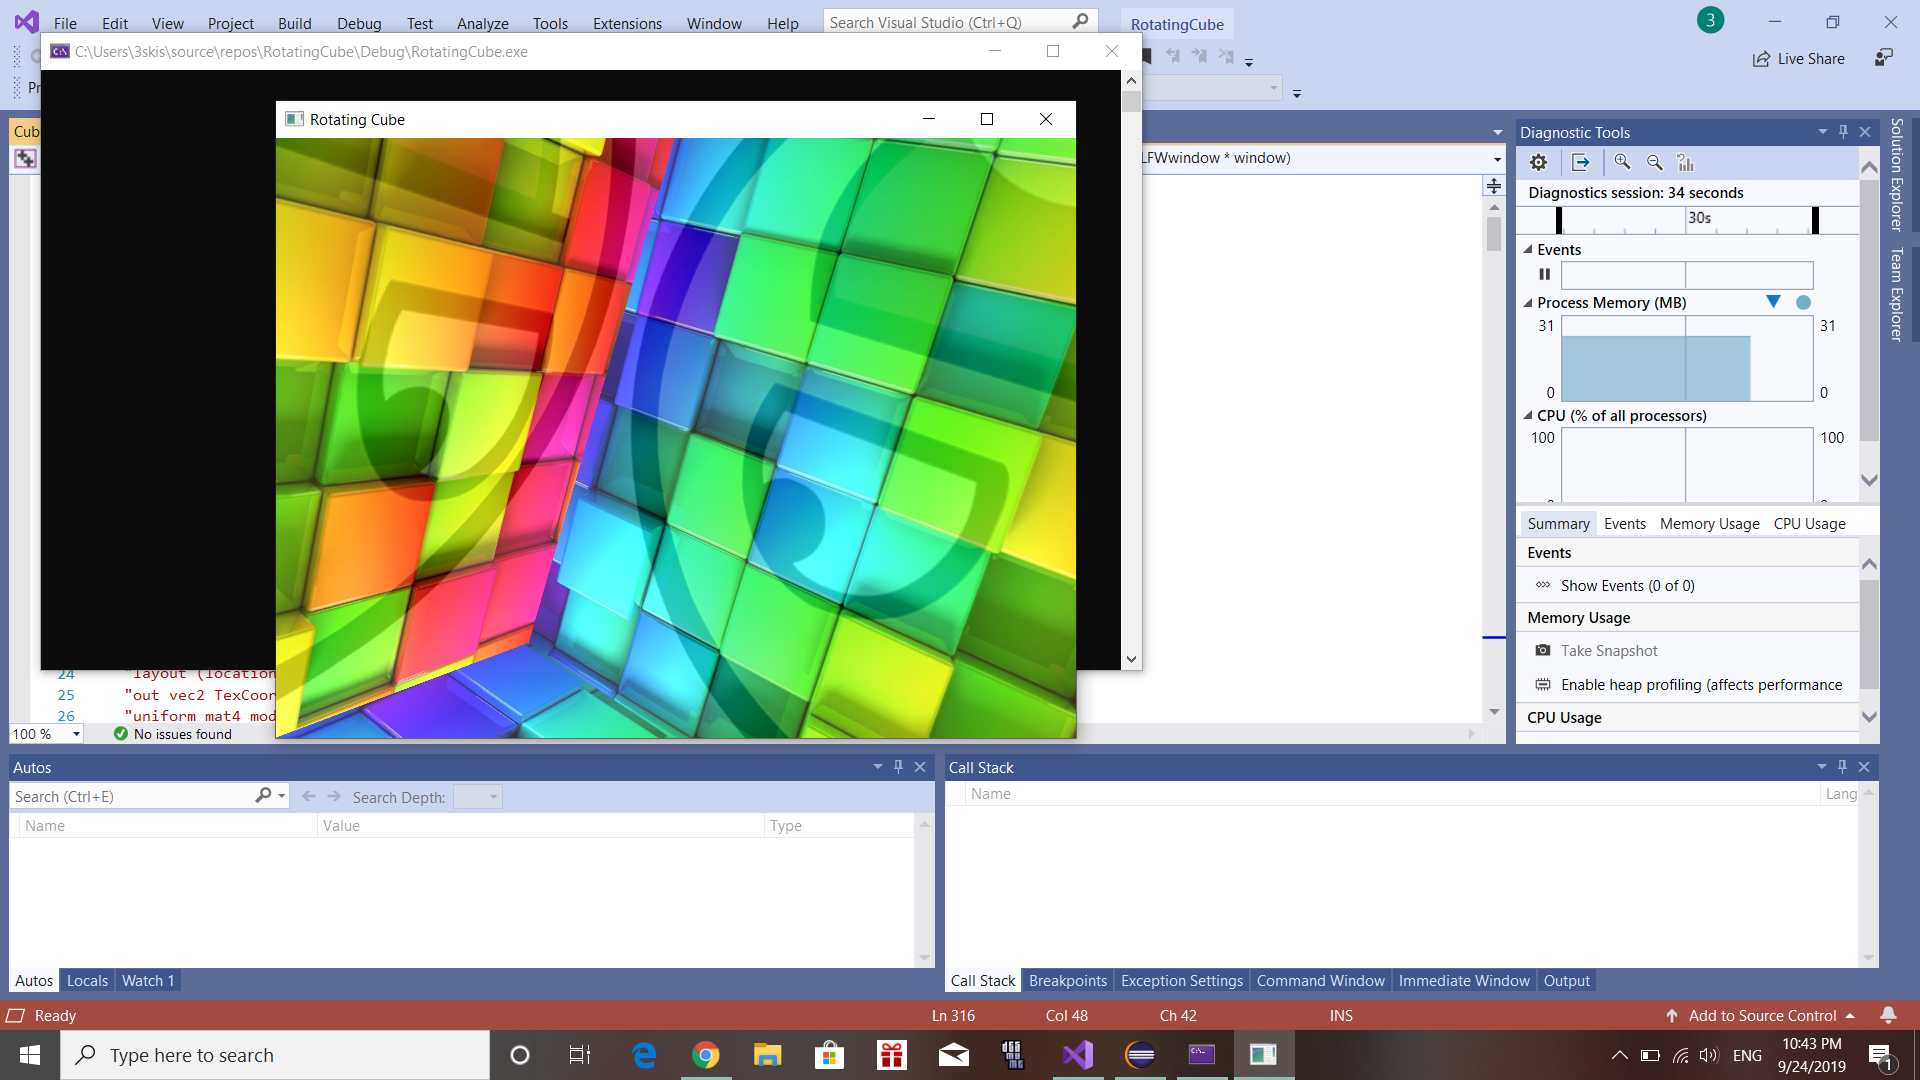 File Edit View Project Build Debug Test Analyze Tools Extensions Window Help Search Visual Studio (Ctrl+Q) RotatingCube 3
C:\Users\3skis\source\repos\RotatingCube\Debug\RotatingCube.exe
Live Share
Pr
Rotating Cube
Cub
LFWwindow * window)
Diagnostic Tools
Diagnostics session: 34 seconds
30s
Events
Process Memory (MB)
31 31
0 0
CPU (% of all processors)
100 100
Summary Events Memory Usage CPU Usage
Events
Show Events (0 of 0)
Memory Usage
Take Snapshot
Enable heap profiling (affects performance
CPU Usage
Solution Explorer
Team Explorer
24 "layout (location
25 "out vec2 TexCoor
26 "uniform mat4 mod
100 % No issues found
Autos
Search (Ctrl+E) Search Depth:
Name Value Type
Autos Locals Watch 1
Call Stack
Name Lang
Call Stack Breakpoints Exception Settings Command Window Immediate Window Output
Ready Ln 316 Col 48 Ch 42 INS Add to Source Control
Type here to search
ENG
10:43 PM
9/24/2019
1